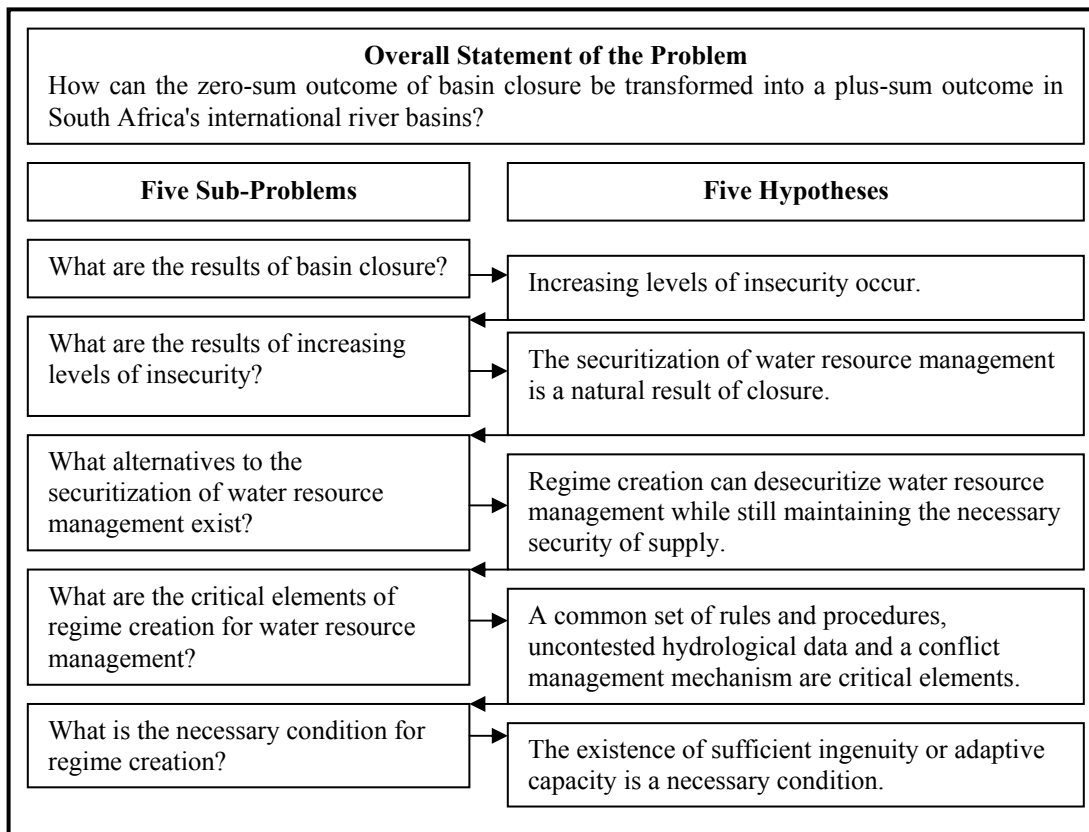 Overall Statement of the Problem
How can the zero-sum outcome of basin closure be transformed into a plus-sum outcome in
South Africa's international river basins?
Five Sub-Problems
Five Hypotheses
What are the results of basin closure?
Increasing levels of insecurity occur.
What are the results of increasing
levels of insecurity?
The securitization of water resource management
is a natural result of closure.
What alternatives to the
securitization of water resource
management exist?
Regime creation can desecuritize water resource
management while still maintaining the necessary
security of supply.
What are the critical elements of
regime creation for water resource
management?
A common set of rules and procedures,
uncontested hydrological data and a conflict
management mechanism are critical elements.
What is the necessary condition for
regime creation?
The existence of sufficient ingenuity or adaptive
capacity is a necessary condition.